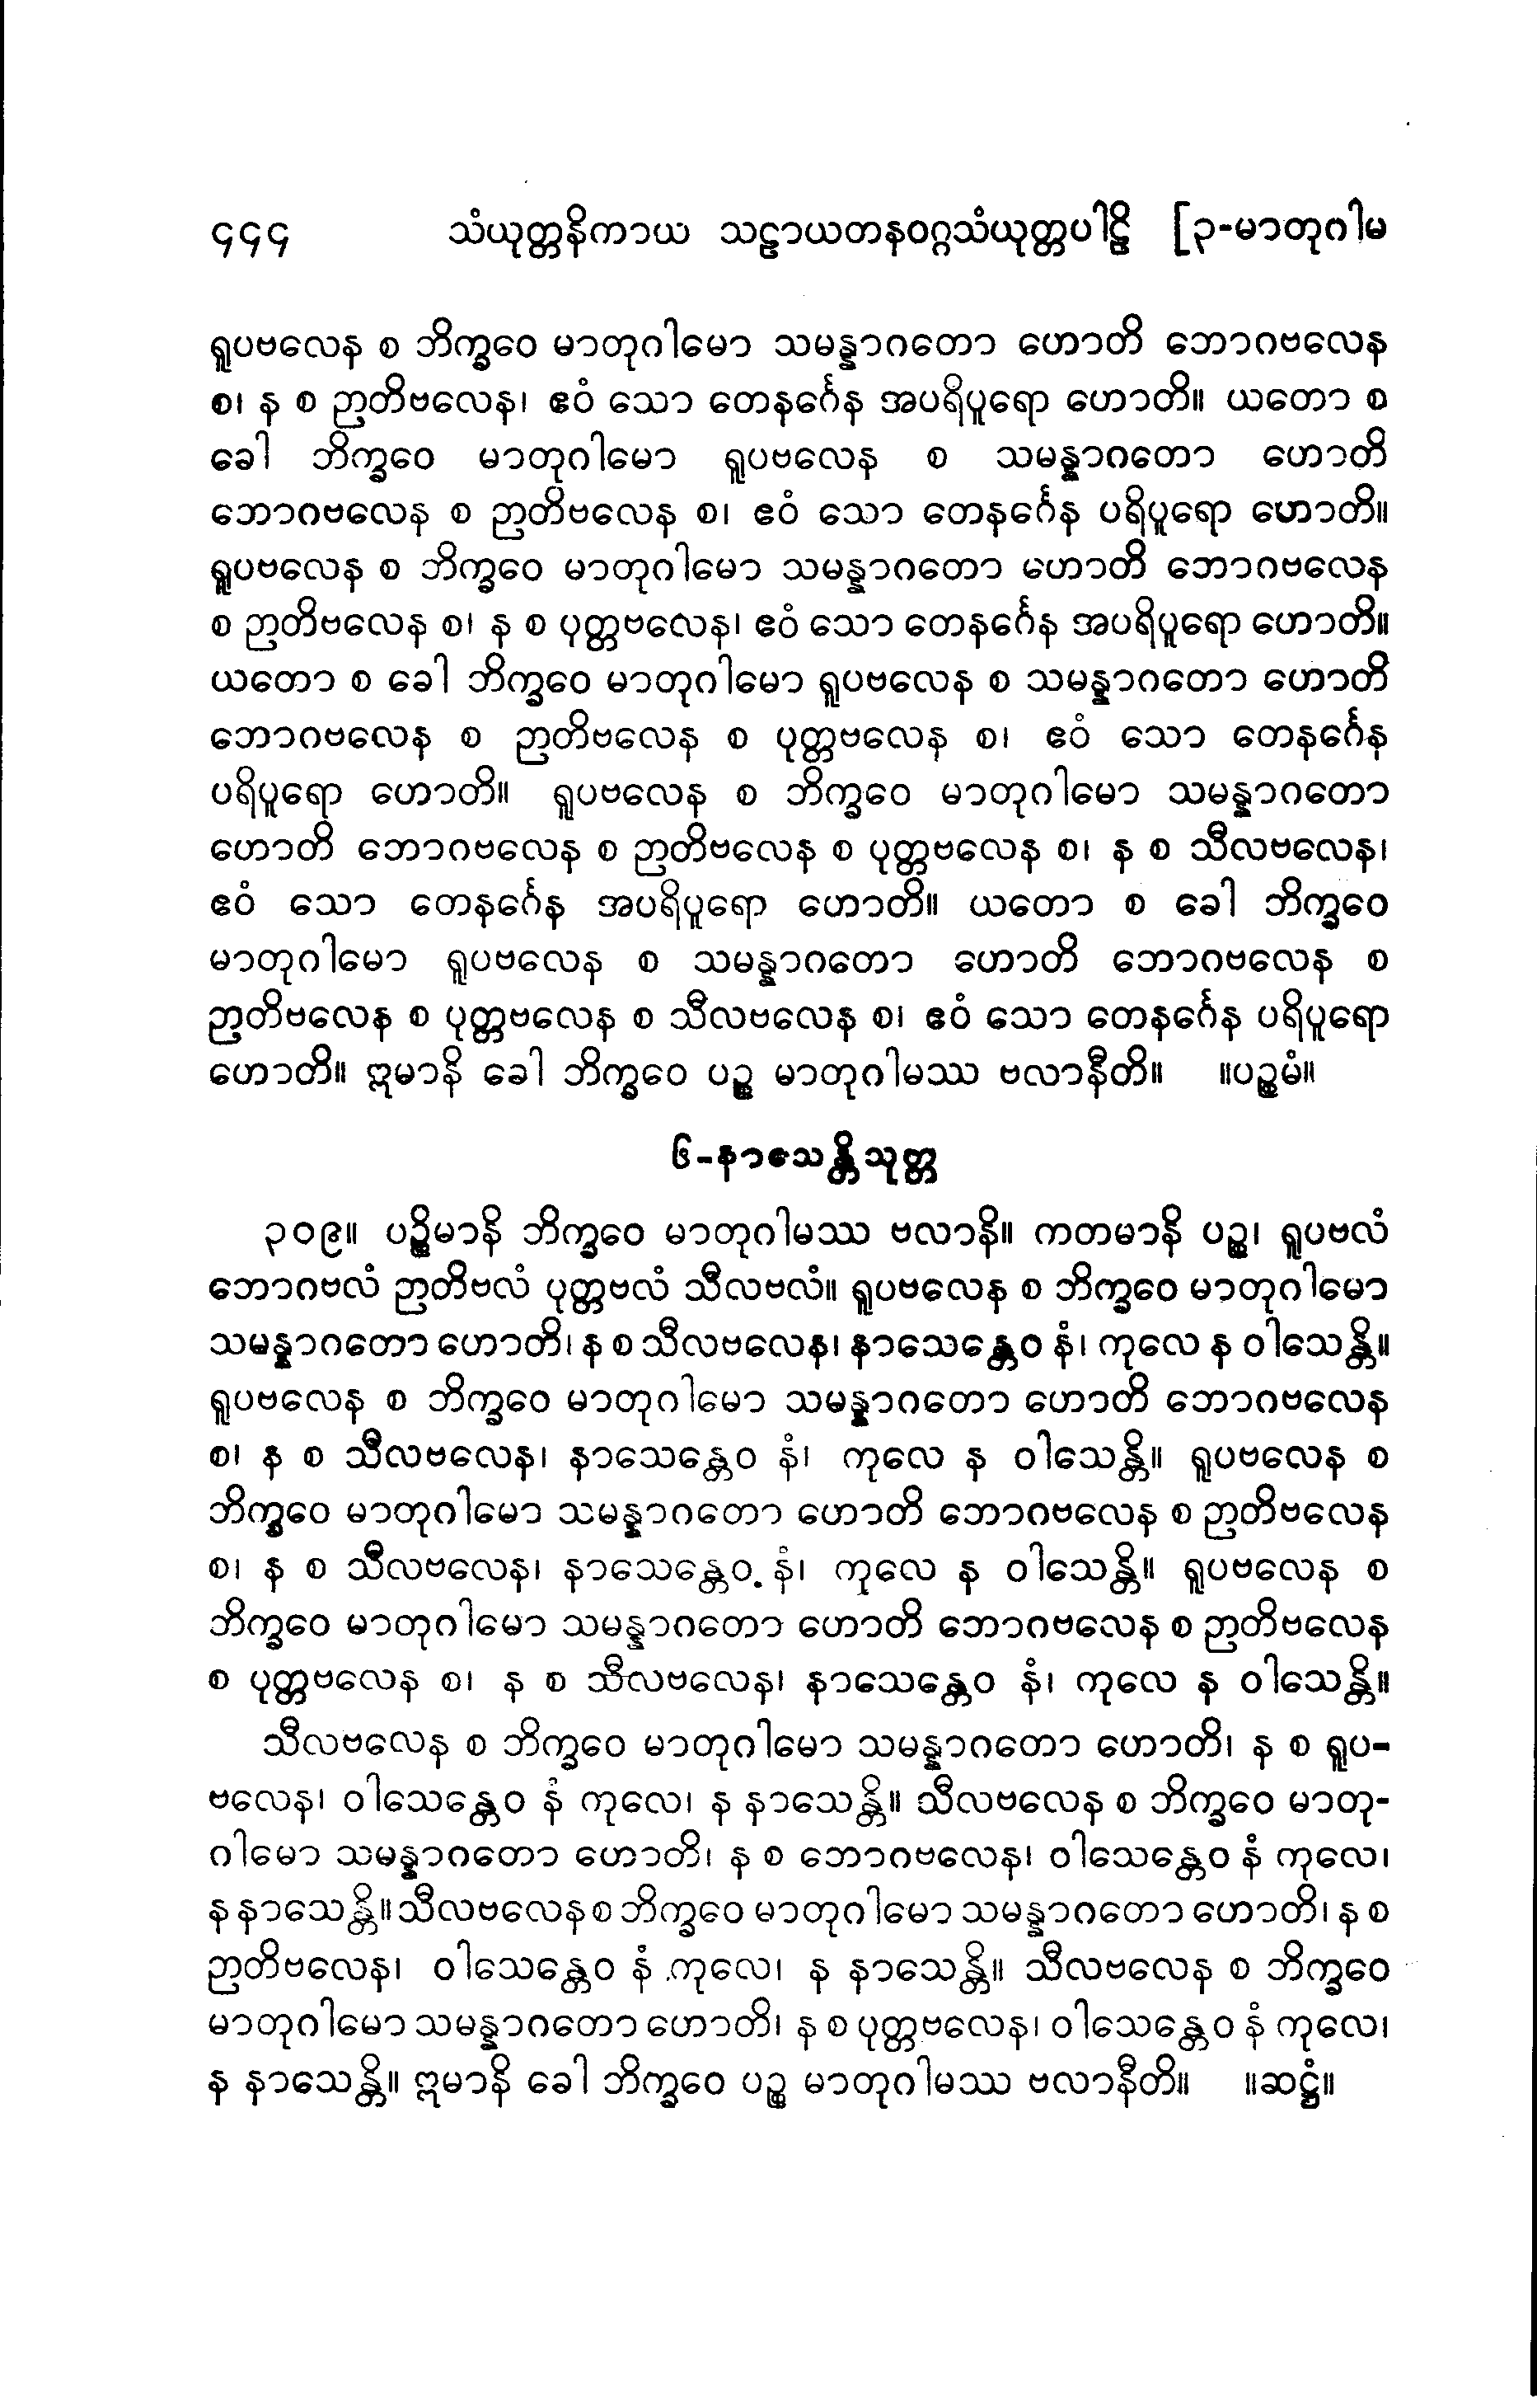 ၄၄၄ သံယုတ္တနိကာယ သဠာယတနဝဂ္ဂသံယုတ္တပါဠိ [၃-မာတုဂါမ
ရူပဗလေန စ ဘိက္ခဝေ မာတုဂါမော သမန္နာဂတော ဟောတိ ဘောဂဗလေန
စ၊ န စ ဉာတိဗလေန၊ ဧဝံ သော တေနင်္ဂေန အပရိပူရော ဟောတိ။ ယတော စ
ခေါ ဘိက္ခဝေ မာတုဂါမော ရူပဗလေန စ သမန္နာဂတော ဟောတိ
ဘောဂဗလေန စ ဉာတိဗလေန စ၊ ဧဝံ သော တေနင်္ဂေန ပရိပူရော ဟောတိ။
ရူပဗလေန စ ဘိက္ခဝေ မာတုဂါမော သမန္နာဂတော ဟောတိ ဘောဂဗလေန
စ ဉာတိဗလေန စ၊ န စ ပုတ္တဗလေန၊ ဧဝံ သော တေနင်္ဂေန အပရိပူရော ဟောတိ။
ယတော စ ခေါ ဘိက္ခဝေ မာတုဂါမော ရူပဗလေန စ သမန္နာဂတော ဟောတိ
ဘောဂဗလေန စ ဉာတိဗလေန စ ပုတ္တဗလေန စ၊ ဧဝံ သော တေနင်္ဂေန
ပရိပူရော ဟောတိ။ ရူပဗလေန စ ဘိက္ခဝေ မာတုဂါမော သမန္နာဂတော
ဟောတိ ဘောဂဗလေန စ ဉာတိဗလေန စ ပုတ္တဗလေန စ၊ န စ သီလဗလေန၊
ဧဝံ သော တေနင်္ဂေန အပရိပူရော ဟောတိ။ ယတော စ ခေါ ဘိက္ခဝေ
မာတုဂါမော ရူပဗလေန စ သမန္နာဂတော ဟောတိ ဘောဂဗလေန စ
ဉာတိဗလေန စ ပုတ္တဗလေန စ သီလဗလေန စ၊ ဧဝံ သော တေနင်္ဂေန ပရိပူရော
ဟောတိ။ ဣမာနိ ခေါ ဘိက္ခဝေ ပဉ္စ မာတုဂါမဿ ဗလာနီတိ။ ။ပဉ္စမံ။
၆-နာသေန္တိသုတ္တ
၃၀၉။ ပဉ္စိမာနိ ဘိက္ခဝေ မာတုဂါမဿ ဗလာနိ။ ကတမာနိ ပဉ္စ၊ ရူပဗလံ
ဘောဂဗလံ ဉာတိဗလံ ပုတ္တဗလံ သီလဗလံ။ ရူပဗလေန စ ဘိက္ခဝေ မာတုဂါမော
သမန္နာဂတော ဟောတိ၊ န စ သီလဗလေန၊ နာသေန္တေဝ နံ၊ ကုလေ န ဝါသေန္တိ။
ရူပဗလေန စ ဘိက္ခဝေ မာတုဂါမော သမန္နာဂတော ဟောတိ ဘောဂဗလေန
စ၊ န စ သီလဗလေန၊ နာသေန္တေဝ နံ၊ ကုလေ န ဝါသေန္တိ။ ရူပဗလေန စ
ဘိက္ခဝေ မာတုဂါမော သမန္နာဂတော ဟောတိ ဘောဂဗလေန စ ဉာတိဗလေန
စ၊ န စ သီလဗလေန၊ နာသေန္တေဝ နံ၊ ကုလေ န ဝါသေန္တိ။ ရူပဗလေန စ
ဘိက္ခဝေ မာတုဂါမော သမန္နာဂတော ဟောတိ ဘောဂဗလေန စ ဉာတိဗလေန
စ ပုတ္တဗလေန စ၊ န စ သီလဗလေန၊ နာသေန္တေဝ နံ၊ ကုလေ န ဝါသေန္တိ။
သီလဗလေန စ ဘိက္ခဝေ မာတုဂါမော သမန္နာဂတော ဟောတိ၊ န စ ရူပ-
ဗလေန၊ ဝါသေန္တေဝ နံ ကုလေ၊ န နာသေန္တိ။ သီလဗလေန စ ဘိက္ခဝေ မာတု-
ဂါမော သမန္နာဂတော ဟောတိ၊ န စ ဘောဂဗလေန၊ ဝါသေန္တေဝ နံ ကုလေ၊
န နာသေန္တိ။ သီလဗလေန စ ဘိက္ခဝေ မာတုဂါမော သမန္နာဂတော ဟောတိ၊ န စ
ဉာတိဗလေန၊ ဝါသေန္တေဝ နံ ကုလေ၊ န နာသေန္တိ။ သီလဗလေန စ ဘိက္ခဝေ
မာတုဂါမော သမန္နာဂတော ဟောတိ၊ န စ ပုတ္တဗလေန၊ ဝါသေန္တေဝ နံ ကုလေ၊
န နာသေန္တိ။ ဣမာနိ ခေါ ဘိက္ခဝေ ပဉ္စ မာတုဂါမဿ ဗလာနီတိ။ ။ဆဋ္ဌံ။